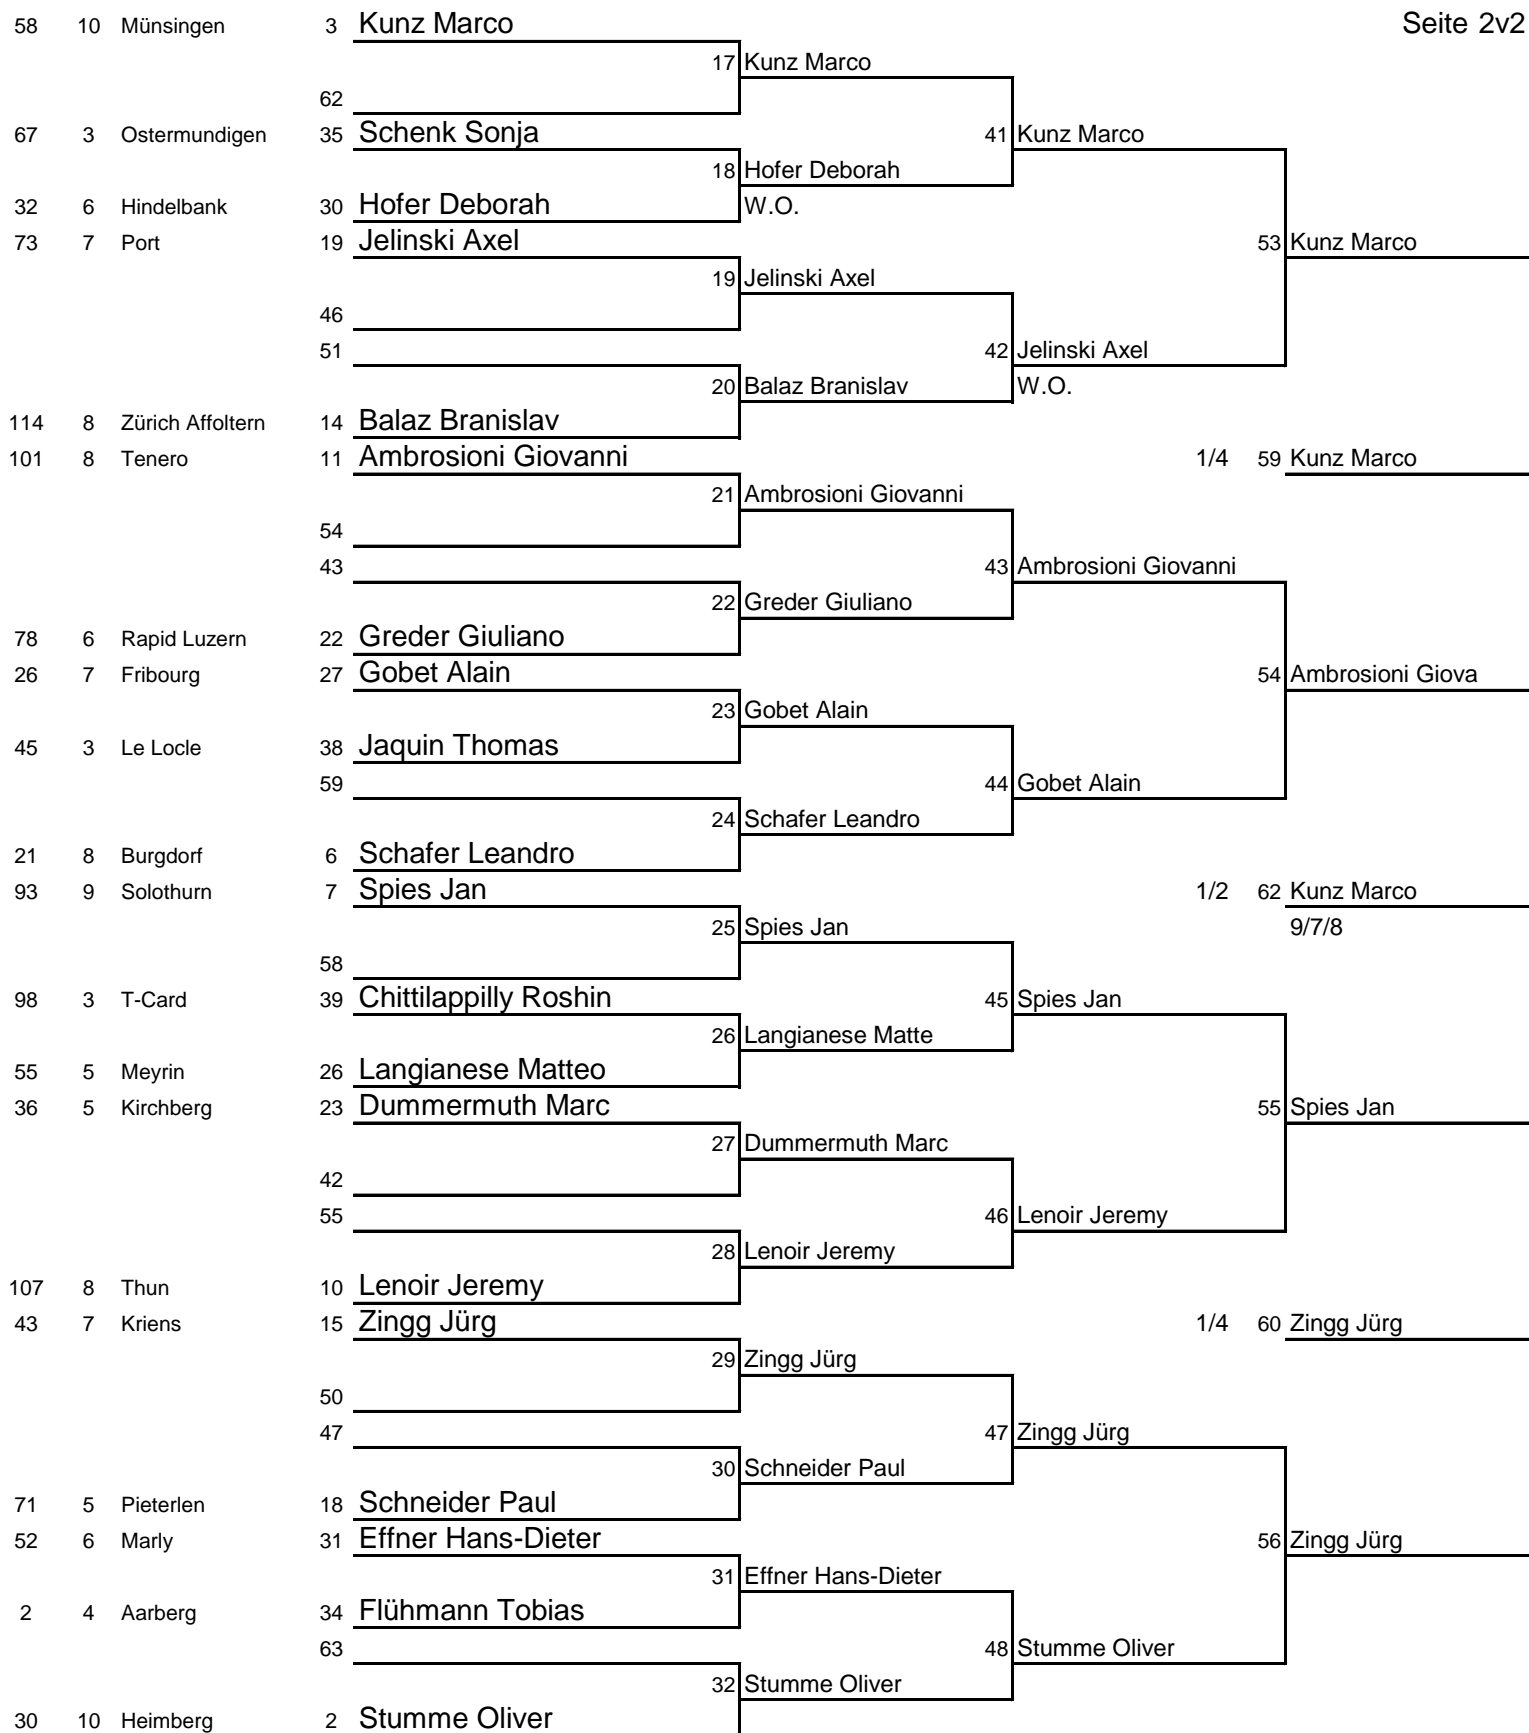 58 10 Münsingen 3 Kunz Marco Seite 2v2
17 Kunz Marco
62
67 3 Ostermundigen 35 Schenk Sonja 41 Kunz Marco
18 Hofer Deborah
32 6 Hindelbank 30 Hofer Deborah W.O.
73 7 Port 19 Jelinski Axel 53 Kunz Marco
19 Jelinski Axel
46
51 42 Jelinski Axel
20 Balaz Branislav W.O.
114 8 Zürich Affoltern 14 Balaz Branislav
101 8 Tenero 11 Ambrosioni Giovanni 1/4 59 Kunz Marco
21 Ambrosioni Giovanni
54
43 43 Ambrosioni Giovanni
22 Greder Giuliano
78 6 Rapid Luzern 22 Greder Giuliano
26 7 Fribourg 27 Gobet Alain 54 Ambrosioni Giova
23 Gobet Alain
45 3 Le Locle 38 Jaquin Thomas
59 44 Gobet Alain
24 Schafer Leandro
21 8 Burgdorf 6 Schafer Leandro
93 9 Solothurn 7 Spies Jan 1/2 62 Kunz Marco
25 Spies Jan 9/7/8
58
98 3 T-Card 39 Chittilappilly Roshin 45 Spies Jan
26 Langianese Matte
55 5 Meyrin 26 Langianese Matteo
36 5 Kirchberg 23 Dummermuth Marc 55 Spies Jan
27 Dummermuth Marc
42
55 46 Lenoir Jeremy
28 Lenoir Jeremy
107 8 Thun 10 Lenoir Jeremy
43 7 Kriens 15 Zingg Jürg 1/4 60 Zingg Jürg
29 Zingg Jürg
50
47 47 Zingg Jürg
30 Schneider Paul
71 5 Pieterlen 18 Schneider Paul
52 6 Marly 31 Effner Hans-Dieter 56 Zingg Jürg
31 Effner Hans-Dieter
2 4 Aarberg 34 Flühmann Tobias
63 48 Stumme Oliver
32 Stumme Oliver
30 10 Heimberg 2 Stumme Oliver